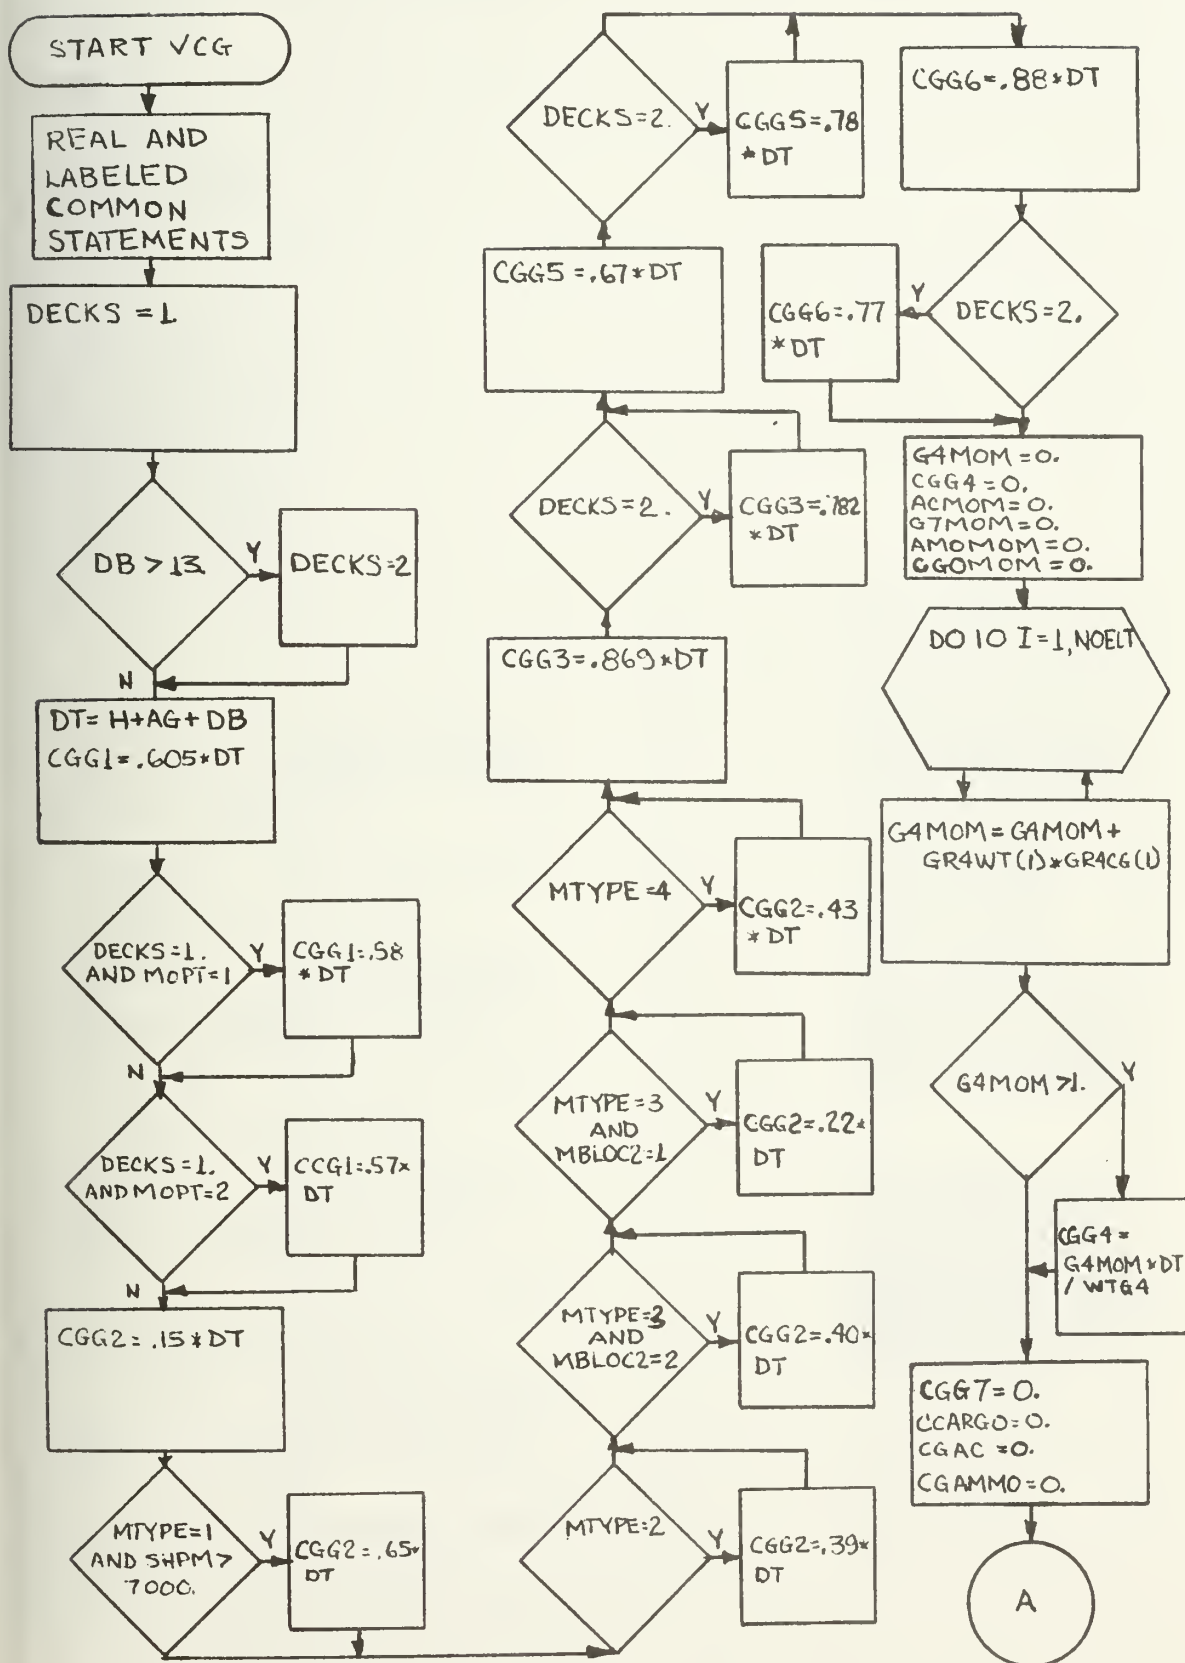 START VCG
REAL AND
LABELED
COMMON
STATEMENTS
DECKS = 1.
DB > 13.
Y
DECKS=2
N
DT= H+AG+DB
CGG1=.605*DT
DECKS=1.
AND MOPT=1
Y
CGG1=.58
* DT
N
DECKS=1.
AND MOPT=2
Y
CCG1=.57*
DT
N
CGG2=.15*DT
MTYPE=1
AND SHPM>
7000.
Y
CGG2=.65*
DT
MTYPE=2
Y
CGG2=.39*
DT
MTYPE=3
AND
MBLOC2=2
Y
CGG2=.40*
DT
MTYPE=3
AND
MBLOC2=1
Y
CGG2=.22*
DT
MTYPE=4
Y
CGG2=.43
* DT
CGG3=.869*DT
DECKS=2.
Y
CGG3=.782
* DT
CGG5=.67*DT
DECKS=2.
Y
CGG5=.78
* DT
CGG6=.88*DT
DECKS=2.
Y
CGG6=.77
* DT
G4MOM=0.
CGG4=0.
ACMOM=0.
G7MOM=0.
AMOMOM=0.
CGOMOM=0.
DO 10 I=1,NOELT
G4MOM=G4MOM+
GR4WT(I)*GR4CG(I)
G4MOM>1.
Y
CGG4=
G4MOM*DT
/ WTG4
CGG7=0.
CCARGO=0.
CGAC=0.
CGAMMO=0.
A